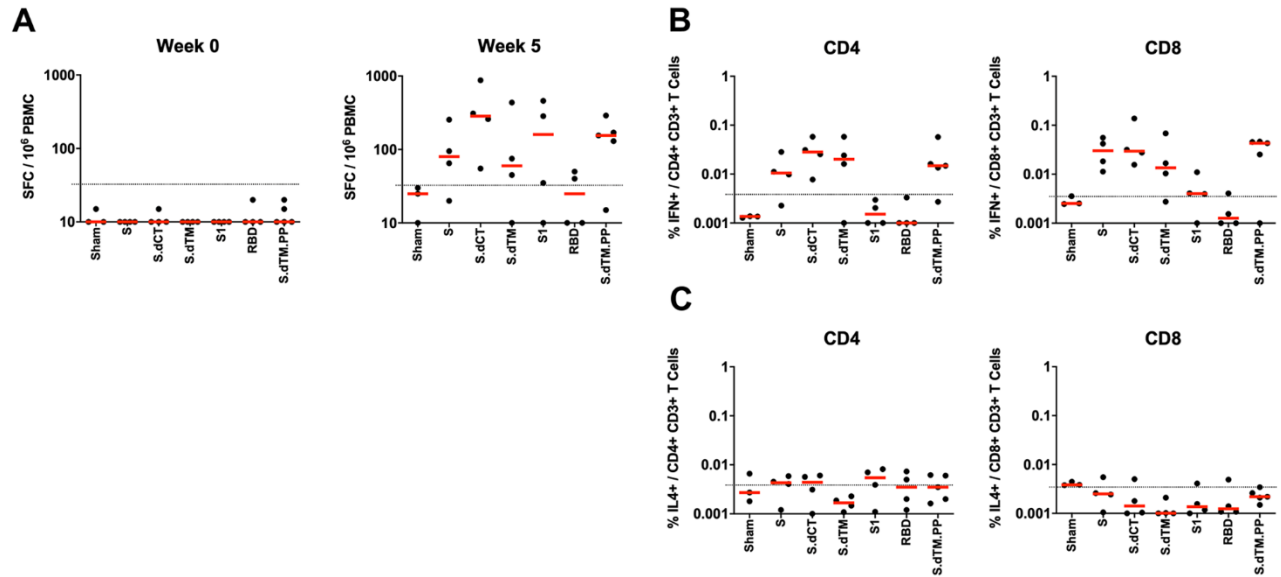 A
Week 0
SFC / 10⁶ PBMC
1000
100
10
Sham
S
S.dCT
S.dTM
S1
RBD
S.dTM.PP
Week 5
SFC / 10⁶ PBMC
1000
100
10
Sham
S
S.dCT
S.dTM
S1
RBD
S.dTM.PP
B
CD4
% IFN+ / CD4+ CD3+ T Cells
1
0.1
0.01
0.001
Sham
S
S.dCT
S.dTM
S1
RBD
S.dTM.PP
CD8
% IFN+ / CD8+ CD3+ T Cells
1
0.1
0.01
0.001
Sham
S
S.dCT
S.dTM
S1
RBD
S.dTM.PP
C
CD4
% IL4+ / CD4+ CD3+ T Cells
1
0.1
0.01
0.001
Sham
S
S.dCT
S.dTM
S1
RBD
S.dTM.PP
CD8
% IL4+ / CD8+ CD3+ T Cells
1
0.1
0.01
0.001
Sham
S
S.dCT
S.dTM
S1
RBD
S.dTM.PP